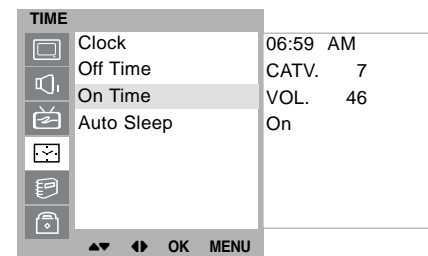 TIME
Clock
Off Time
On Time
Auto Sleep
06:59 AM
CATV. 7
VOL. 46
On
▲▼ ◀▶ OK MENU